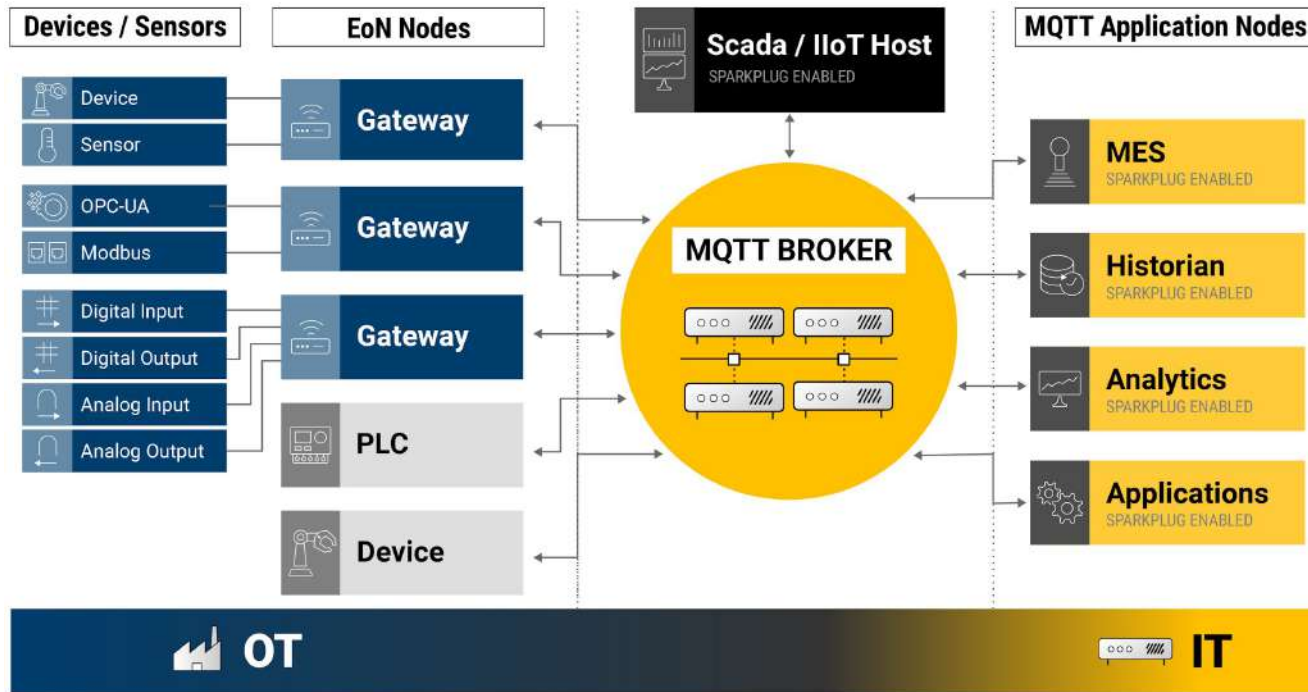 Devices / Sensors
EoN Nodes
Scada / IIoT Host
SPARKPLUG ENABLED
MQTT Application Nodes
Device
Sensor
Gateway
OPC-UA
Modbus
Gateway
Digital Input
Digital Output
Analog Input
Analog Output
Gateway
PLC
Device
MQTT BROKER
MES
SPARKPLUG ENABLED
Historian
SPARKPLUG ENABLED
Analytics
SPARKPLUG ENABLED
Applications
SPARKPLUG ENABLED
OT
IT